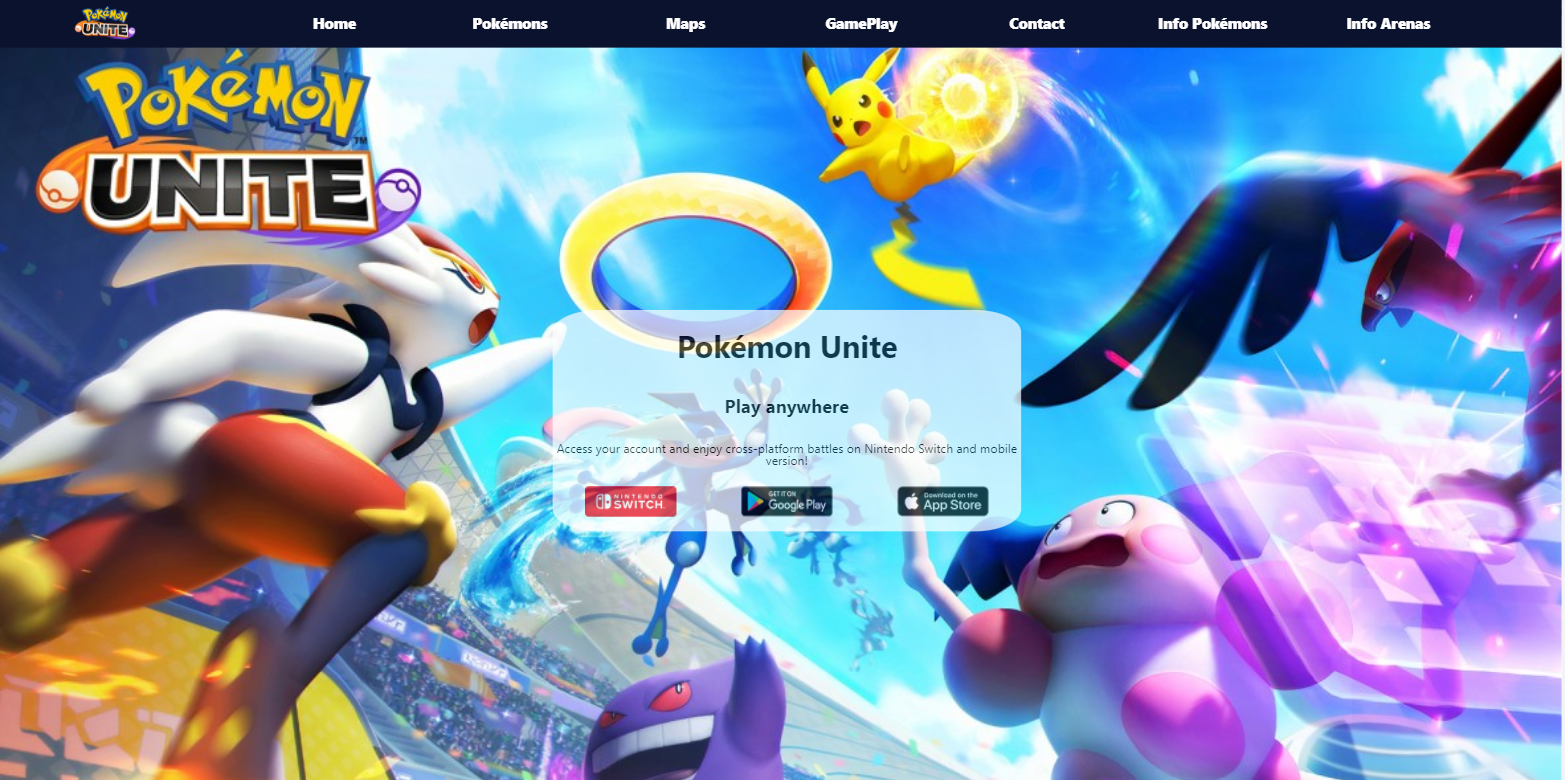 Pokémon
UNITE
Home
Pokémons
Maps
GamePlay
Contact
Info Pokémons
Info Arenas
POKéMON
TM
UNITE
Pokémon Unite
Play anywhere
Access your account and enjoy cross-platform battles on Nintendo Switch and mobile
version!
NINTENDO
SWITCH
GET IT ON
Google Play
Download on the
App Store